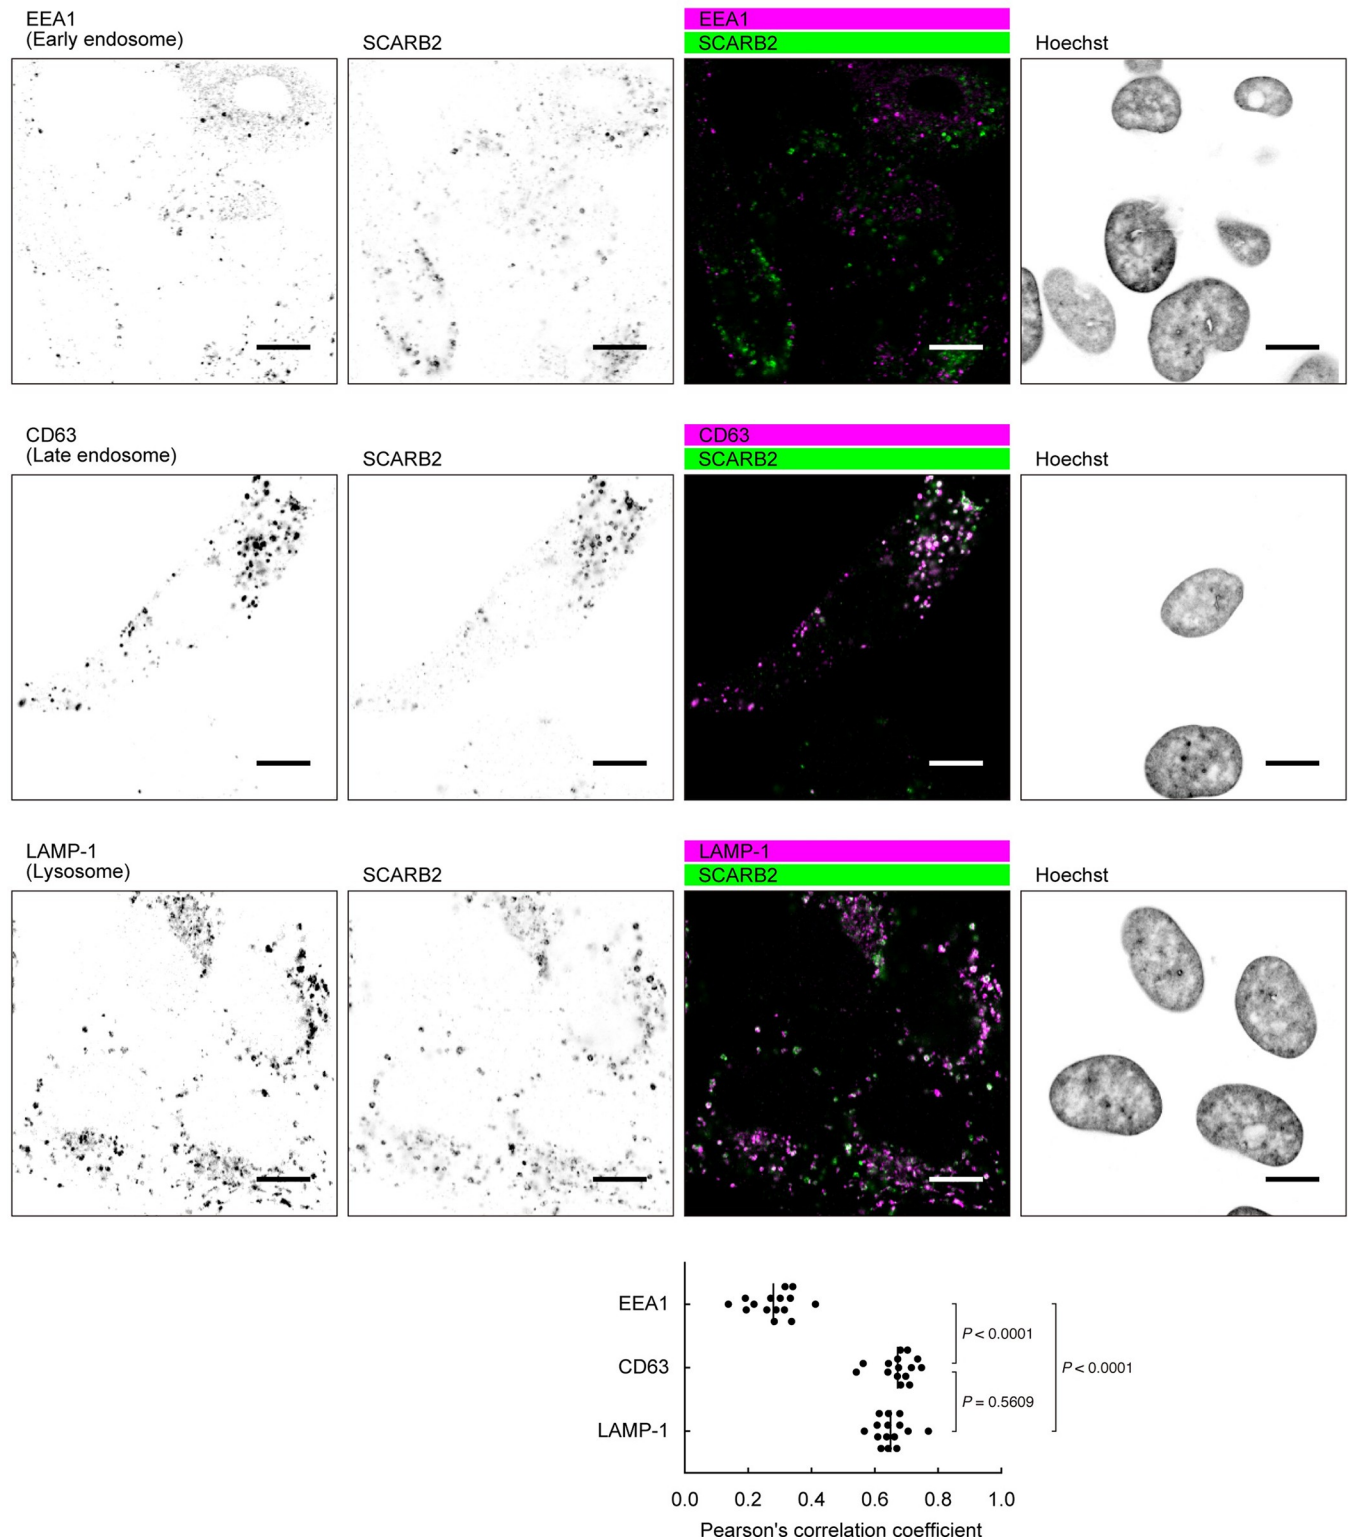 EEA1
(Early endosome)
SCARB2
EEA1
SCARB2
Hoechst
CD63
(Late endosome)
SCARB2
CD63
SCARB2
Hoechst
LAMP-1
(Lysosome)
SCARB2
LAMP-1
SCARB2
Hoechst
EEA1
CD63
LAMP-1
P < 0.0001
P < 0.0001
P = 0.5609
0.0 0.2 0.4 0.6 0.8 1.0
Pearson's correlation coefficient